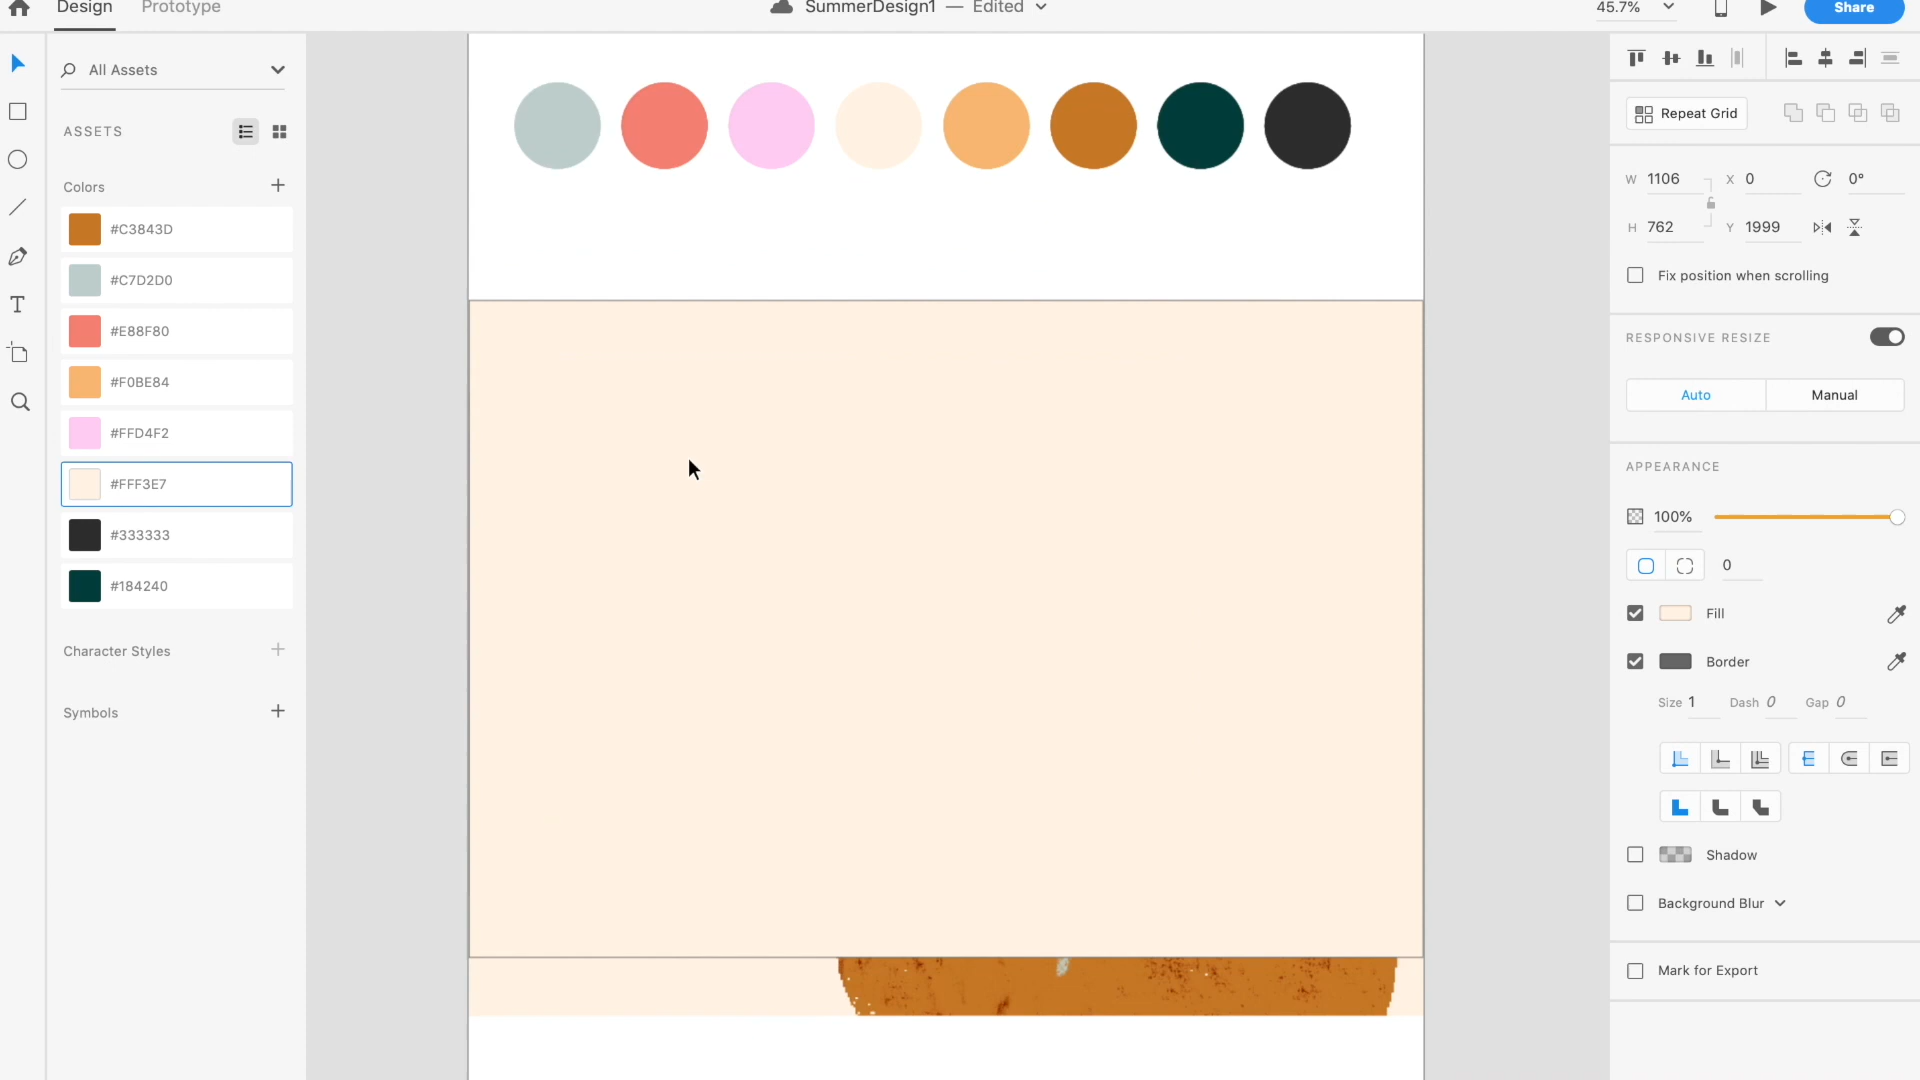 Design Prototype SummerDesign1 — Edited 45.7% Share
All Assets
ASSETS
Colors
#C3843D
#C7D2D0
#E88F80
#F0BE84
#FFD4F2
#FFF3E7
#333333
#184240
Character Styles
Symbols
Repeat Grid
W 1106 X 0 0°
H 762 Y 1999
Fix position when scrolling
RESPONSIVE RESIZE
Auto Manual
APPEARANCE
100%
0
Fill
Border
Size 1 Dash 0 Gap 0
Shadow
Background Blur
Mark for Export
T